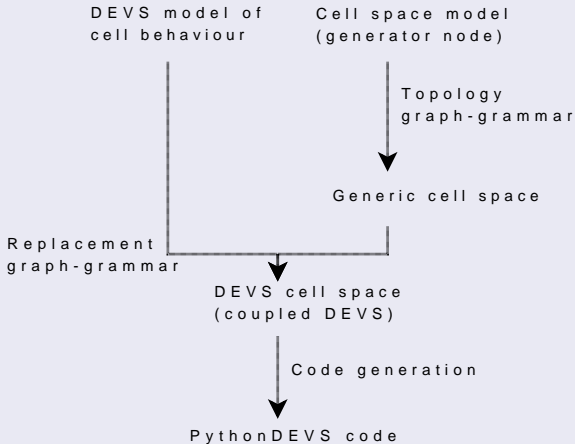 DEVS model of
cell behaviour
Cell space model
(generator node)
Topology
graph-grammar
Generic cell space
Replacement
graph-grammar
DEVS cell space
(coupled DEVS)
Code generation
PythonDEVS code